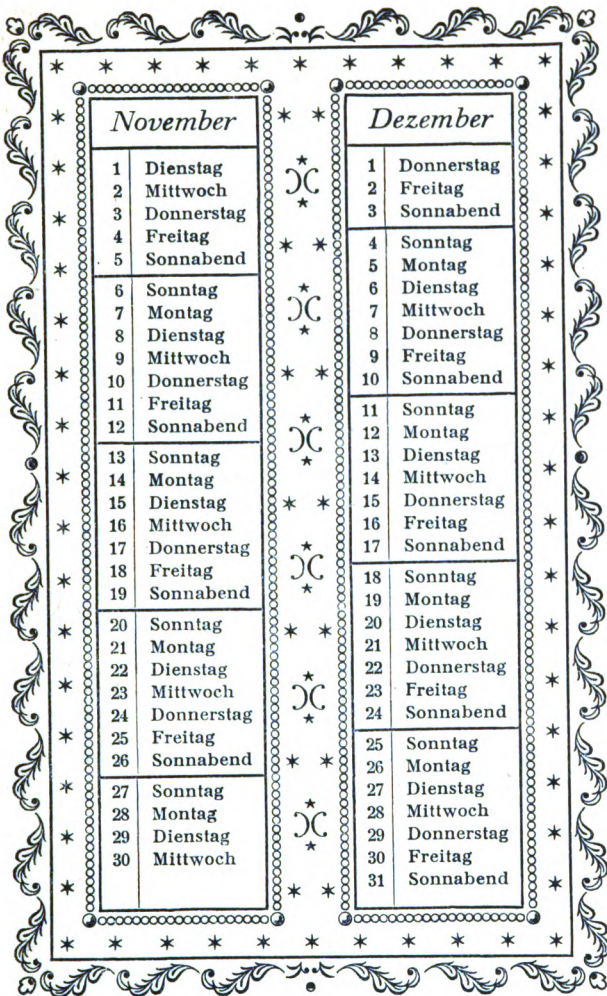 November
1 Dienstag
2 Mittwoch
3 Donnerstag
4 Freitag
5 Sonnabend
6 Sonntag
7 Montag
8 Dienstag
9 Mittwoch
10 Donnerstag
11 Freitag
12 Sonnabend
13 Sonntag
14 Montag
15 Dienstag
16 Mittwoch
17 Donnerstag
18 Freitag
19 Sonnabend
20 Sonntag
21 Montag
22 Dienstag
23 Mittwoch
24 Donnerstag
25 Freitag
26 Sonnabend
27 Sonntag
28 Montag
29 Dienstag
30 Mittwoch
Dezember
1 Donnerstag
2 Freitag
3 Sonnabend
4 Sonntag
5 Montag
6 Dienstag
7 Mittwoch
8 Donnerstag
9 Freitag
10 Sonnabend
11 Sonntag
12 Montag
13 Dienstag
14 Mittwoch
15 Donnerstag
16 Freitag
17 Sonnabend
18 Sonntag
19 Montag
20 Dienstag
21 Mittwoch
22 Donnerstag
23 Freitag
24 Sonnabend
25 Sonntag
26 Montag
27 Dienstag
28 Mittwoch
29 Donnerstag
30 Freitag
31 Sonnabend